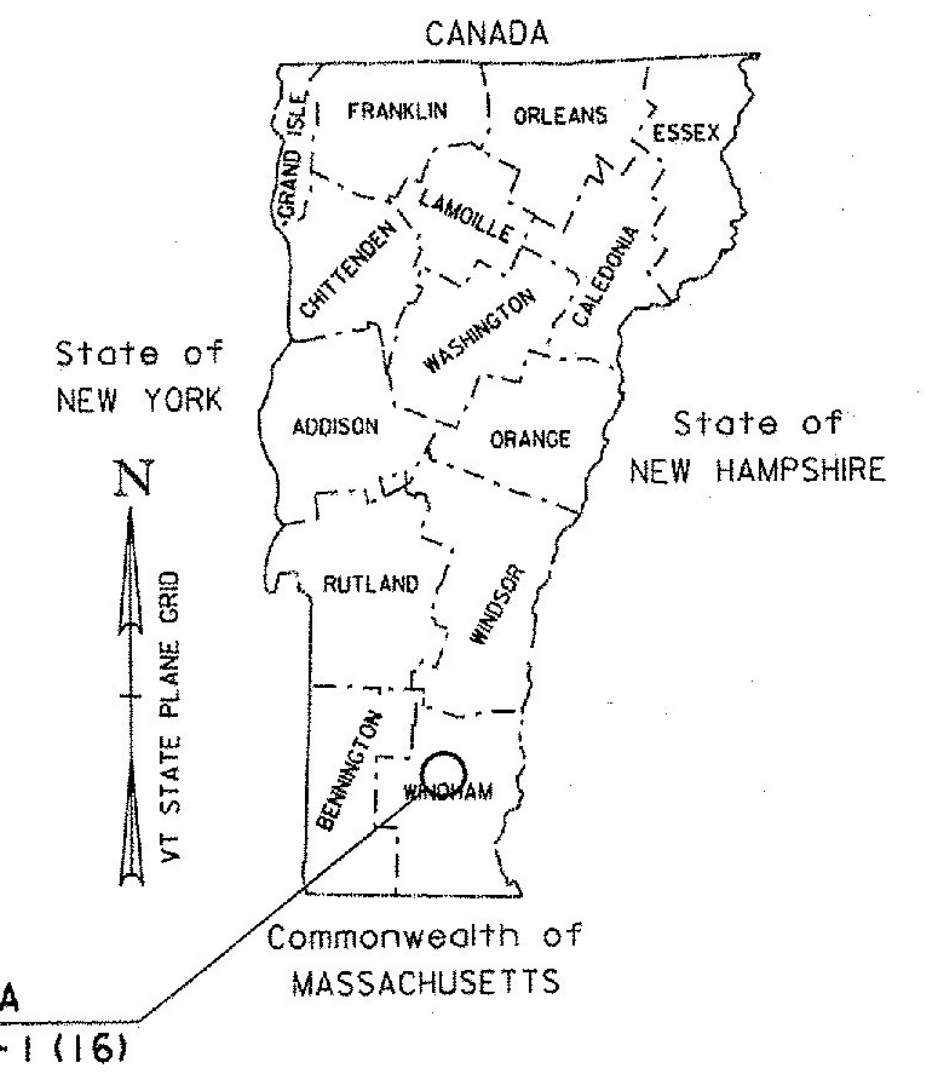 CANADA
GRAND ISLE
FRANKLIN
ORLEANS
ESSEX
LAMOILLE
CHITTENDEN
CALEDONIA
WASHINGTON
State of
NEW YORK
ADDISON
ORANGE
State of
NEW HAMPSHIRE
N
VT STATE PLANE GRID
RUTLAND
WINDSOR
BENNINGTON
WINDHAM
Commonwealth of
MASSACHUSETTS
A
-1 (16)